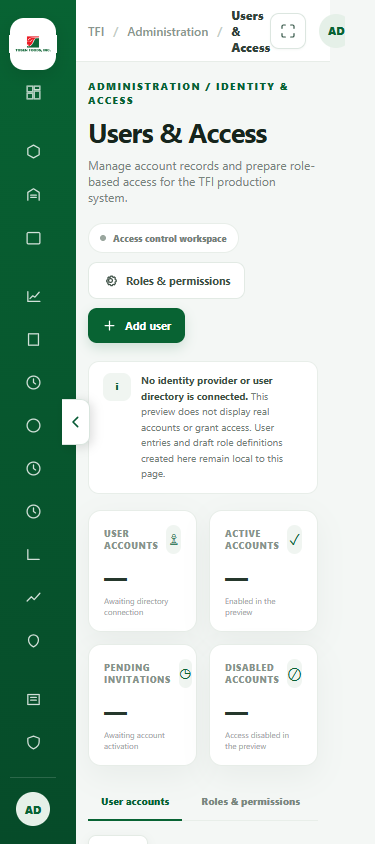 TOSEN FOODS, INC.
TFI / Administration / Users & Access
AD
ADMINISTRATION / IDENTITY &
ACCESS
Users & Access
Manage account records and prepare role-
based access for the TFI production
system.
Access control workspace
Roles & permissions
Add user
i
No identity provider or user
directory is connected. This
preview does not display real
accounts or grant access. User
entries and draft role definitions
created here remain local to this
page.
USER
ACCOUNTS
—
Awaiting directory
connection
ACTIVE
ACCOUNTS
—
Enabled in the
preview
PENDING
INVITATIONS
—
Awaiting account
activation
DISABLED
ACCOUNTS
—
Access disabled in
the preview
User accounts
Roles & permissions
AD